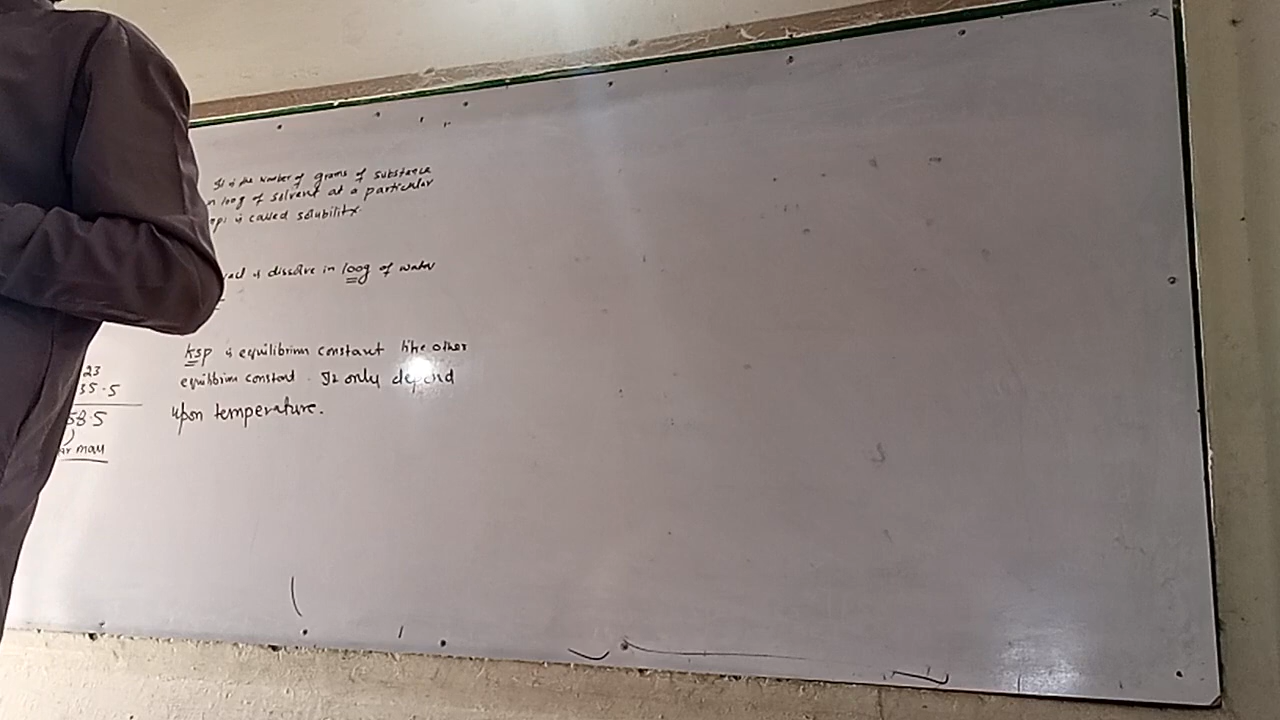 It is the number of grams of substance
in 100g of solvent at a particular
is called solubility.
dissolve in 100g of water
Ksp is equilibrium constant like other
equilibrium constant. It only depend
upon temperature.
23
35.5
58.5